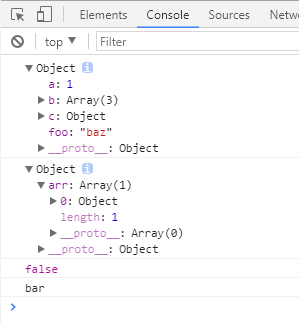 Elements Console Sources Netwo
top Filter
Object i
a: 1
b: Array(3)
c: Object
foo: "baz"
__proto__: Object
Object i
arr: Array(1)
0: Object
length: 1
__proto__: Array(0)
__proto__: Object
false
bar